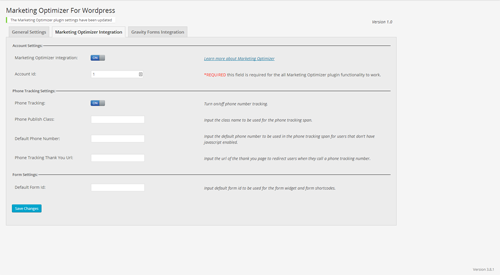 Marketing Optimizer For Wordpress
The Marketing Optimizer plugin settings have been updated
Version 1.0
General Settings
Marketing Optimizer Integration
Gravity Forms Integration
Account Settings:
Marketing Optimizer Integration: ON Learn more about Marketing Optimizer
Account Id: *REQUIRED this field is required for the all Marketing Optimizer plugin functionality to work.
Phone Tracking Settings:
Phone Tracking: ON Turn on/off phone number tracking.
Phone Publish Class: Input the class name to be used for the phone tracking span.
Default Phone Number: Input the default phone number to be used in the phone tracking span for users that don't have
javascript enabled.
Phone Tracking Thank You Url: Input the url of the thank you page to redirect users when they call a phone tracking number.
Form Settings:
Default Form ID: Input default form id to be used for the form widget and form shortcodes.
Save Changes